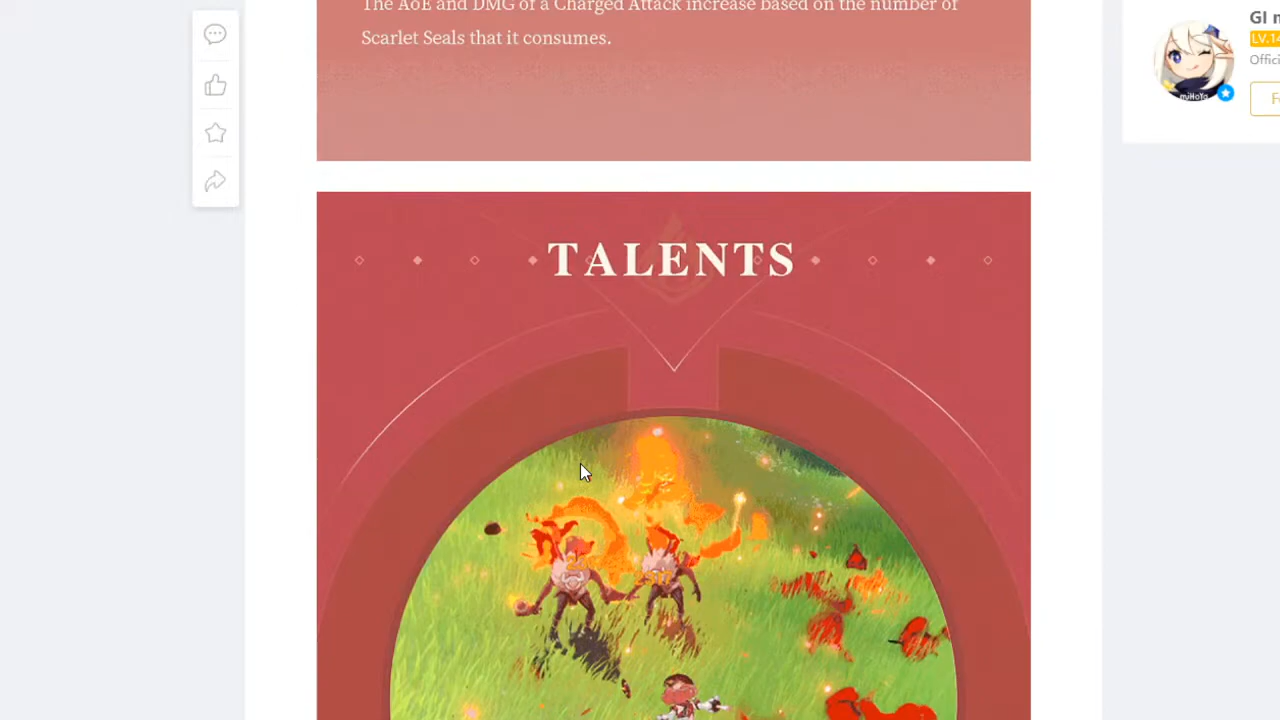 The AoE and DMG of a Charged Attack increase based on the number of
Scarlet Seals that it consumes.
TALENTS
LV.14
miHoYo